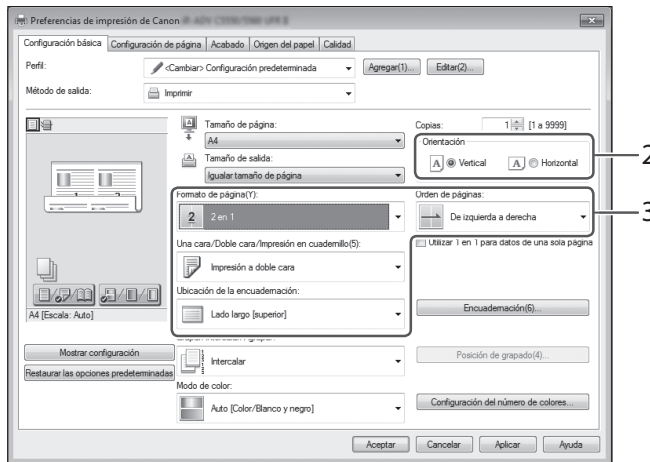 Preferencias de impresión de Canon
Configuración básica Configuración de página Acabado Origen del papel Calidad
Perfil: <Cambiar> Configuración predeterminada Agregar(1)... Editar(2)...
Método de salida: Imprimir
Tamaño de página: Copias: 1 [1 a 9999]
A4
Orientación
Tamaño de salida:
A Vertical A Horizontal
2
Igualar tamaño de página
Formato de página(Y): Orden de páginas:
2 2 en 1 De izquierda a derecha
3
Una cara/Doble cara/Impresión en cuadernillo(5): Utilizar 1 en 1 para datos de una sola página
Impresión a doble cara
Ubicación de la encuadernación:
Lado largo [superior] Encuadernación(6)...
A4 [Escala: Auto]
Mostrar configuración
Intercalar Posición de grapado(4)...
Restaurar las opciones predeterminadas
Modo de color:
Auto [Color/Blanco y negro] Configuración del número de colores...
Aceptar Cancelar Aplicar Ayuda